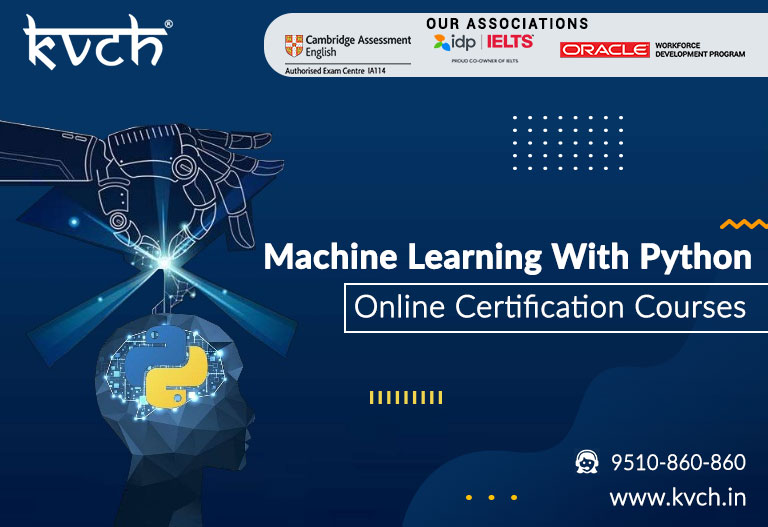 kvch®
OUR ASSOCIATIONS
Cambridge Assessment
English
Authorised Exam Centre IA114
idp | IELTS™
PROUD CO-OWNER OF IELTS
ORACLE
WORKFORCE
DEVELOPMENT PROGRAM
Machine Learning With Python
Online Certification Courses
9510-860-860
www.kvch.in